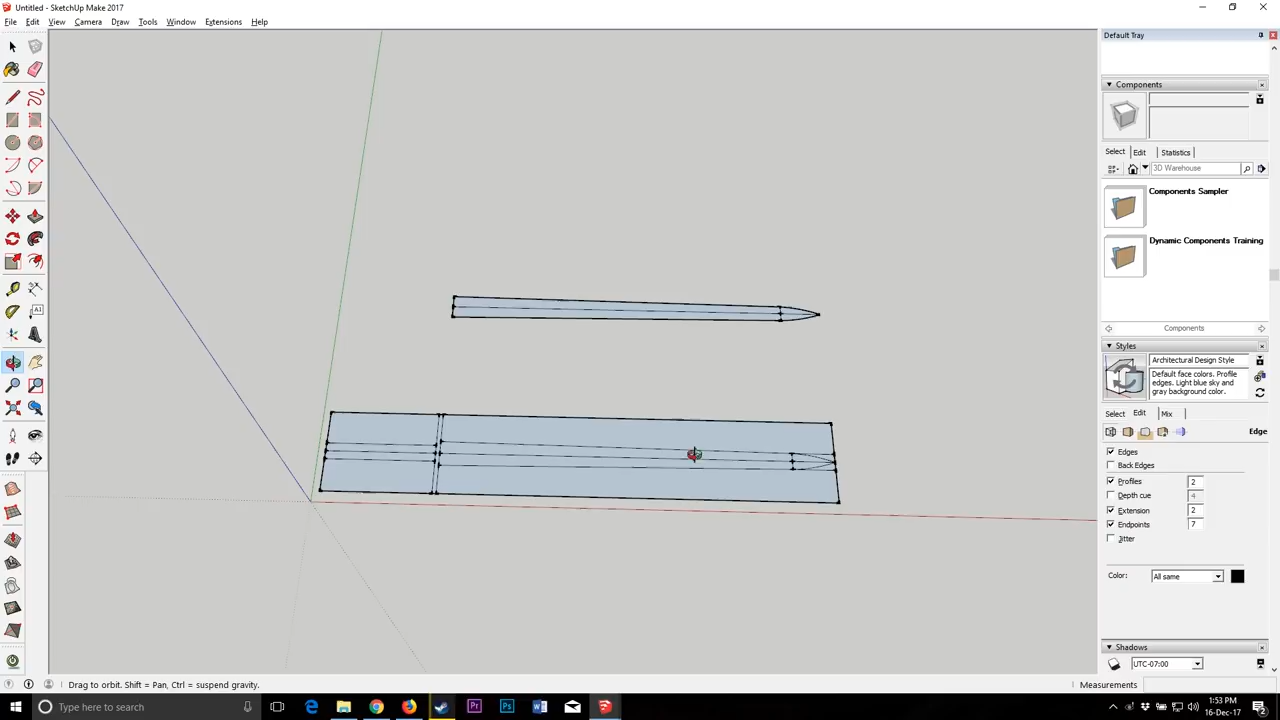 Untitled - SketchUp Make 2017
File Edit View Camera Draw Tools Window Extensions Help
Default Tray
Components
Select Edit Statistics
3D Warehouse
Components Sampler
Dynamic Components Training
Components
Styles
Architectural Design Style
Default face colors. Profile
edges. Light blue sky and
gray background color.
Select Edit Mix
Edge
Edges
Back Edges
Profiles 2
Depth cue 4
Extension 2
Endpoints 7
Jitter
Color: All same
Shadows
UTC-07:00
Drag to orbit. Shift = Pan, Ctrl = suspend gravity.
Measurements
Type here to search
1:53 PM
16-Dec-17